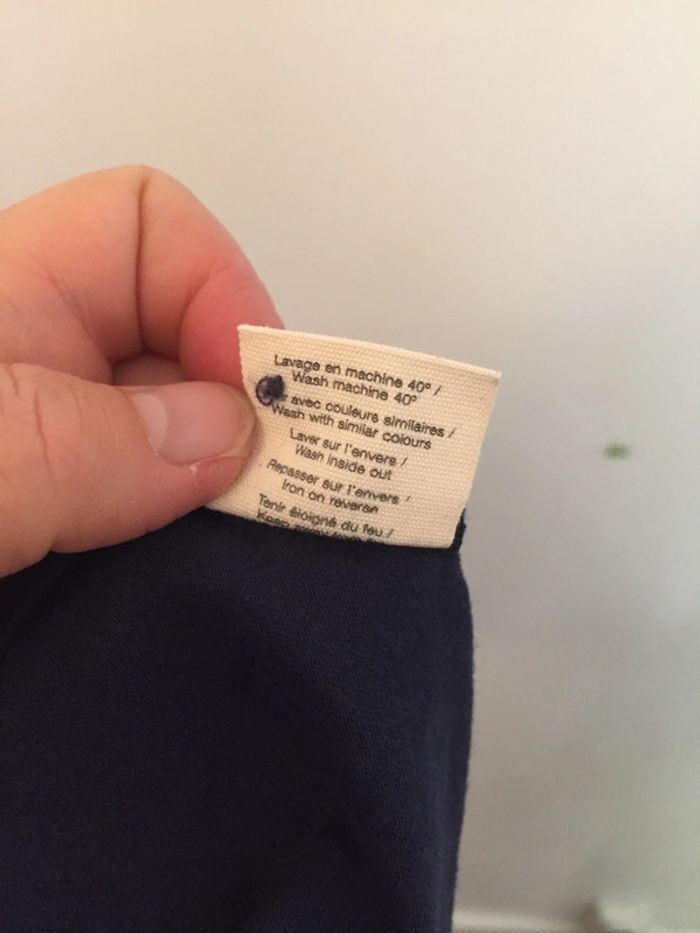 Lavage en machine 40° /
Wash machine 40°
avec couleurs similaires /
Wash with similar colours
Laver sur l'envers /
Wash inside out
Repasser sur l'envers /
Iron on reverse
Tenir éloigné du feu /
Keep